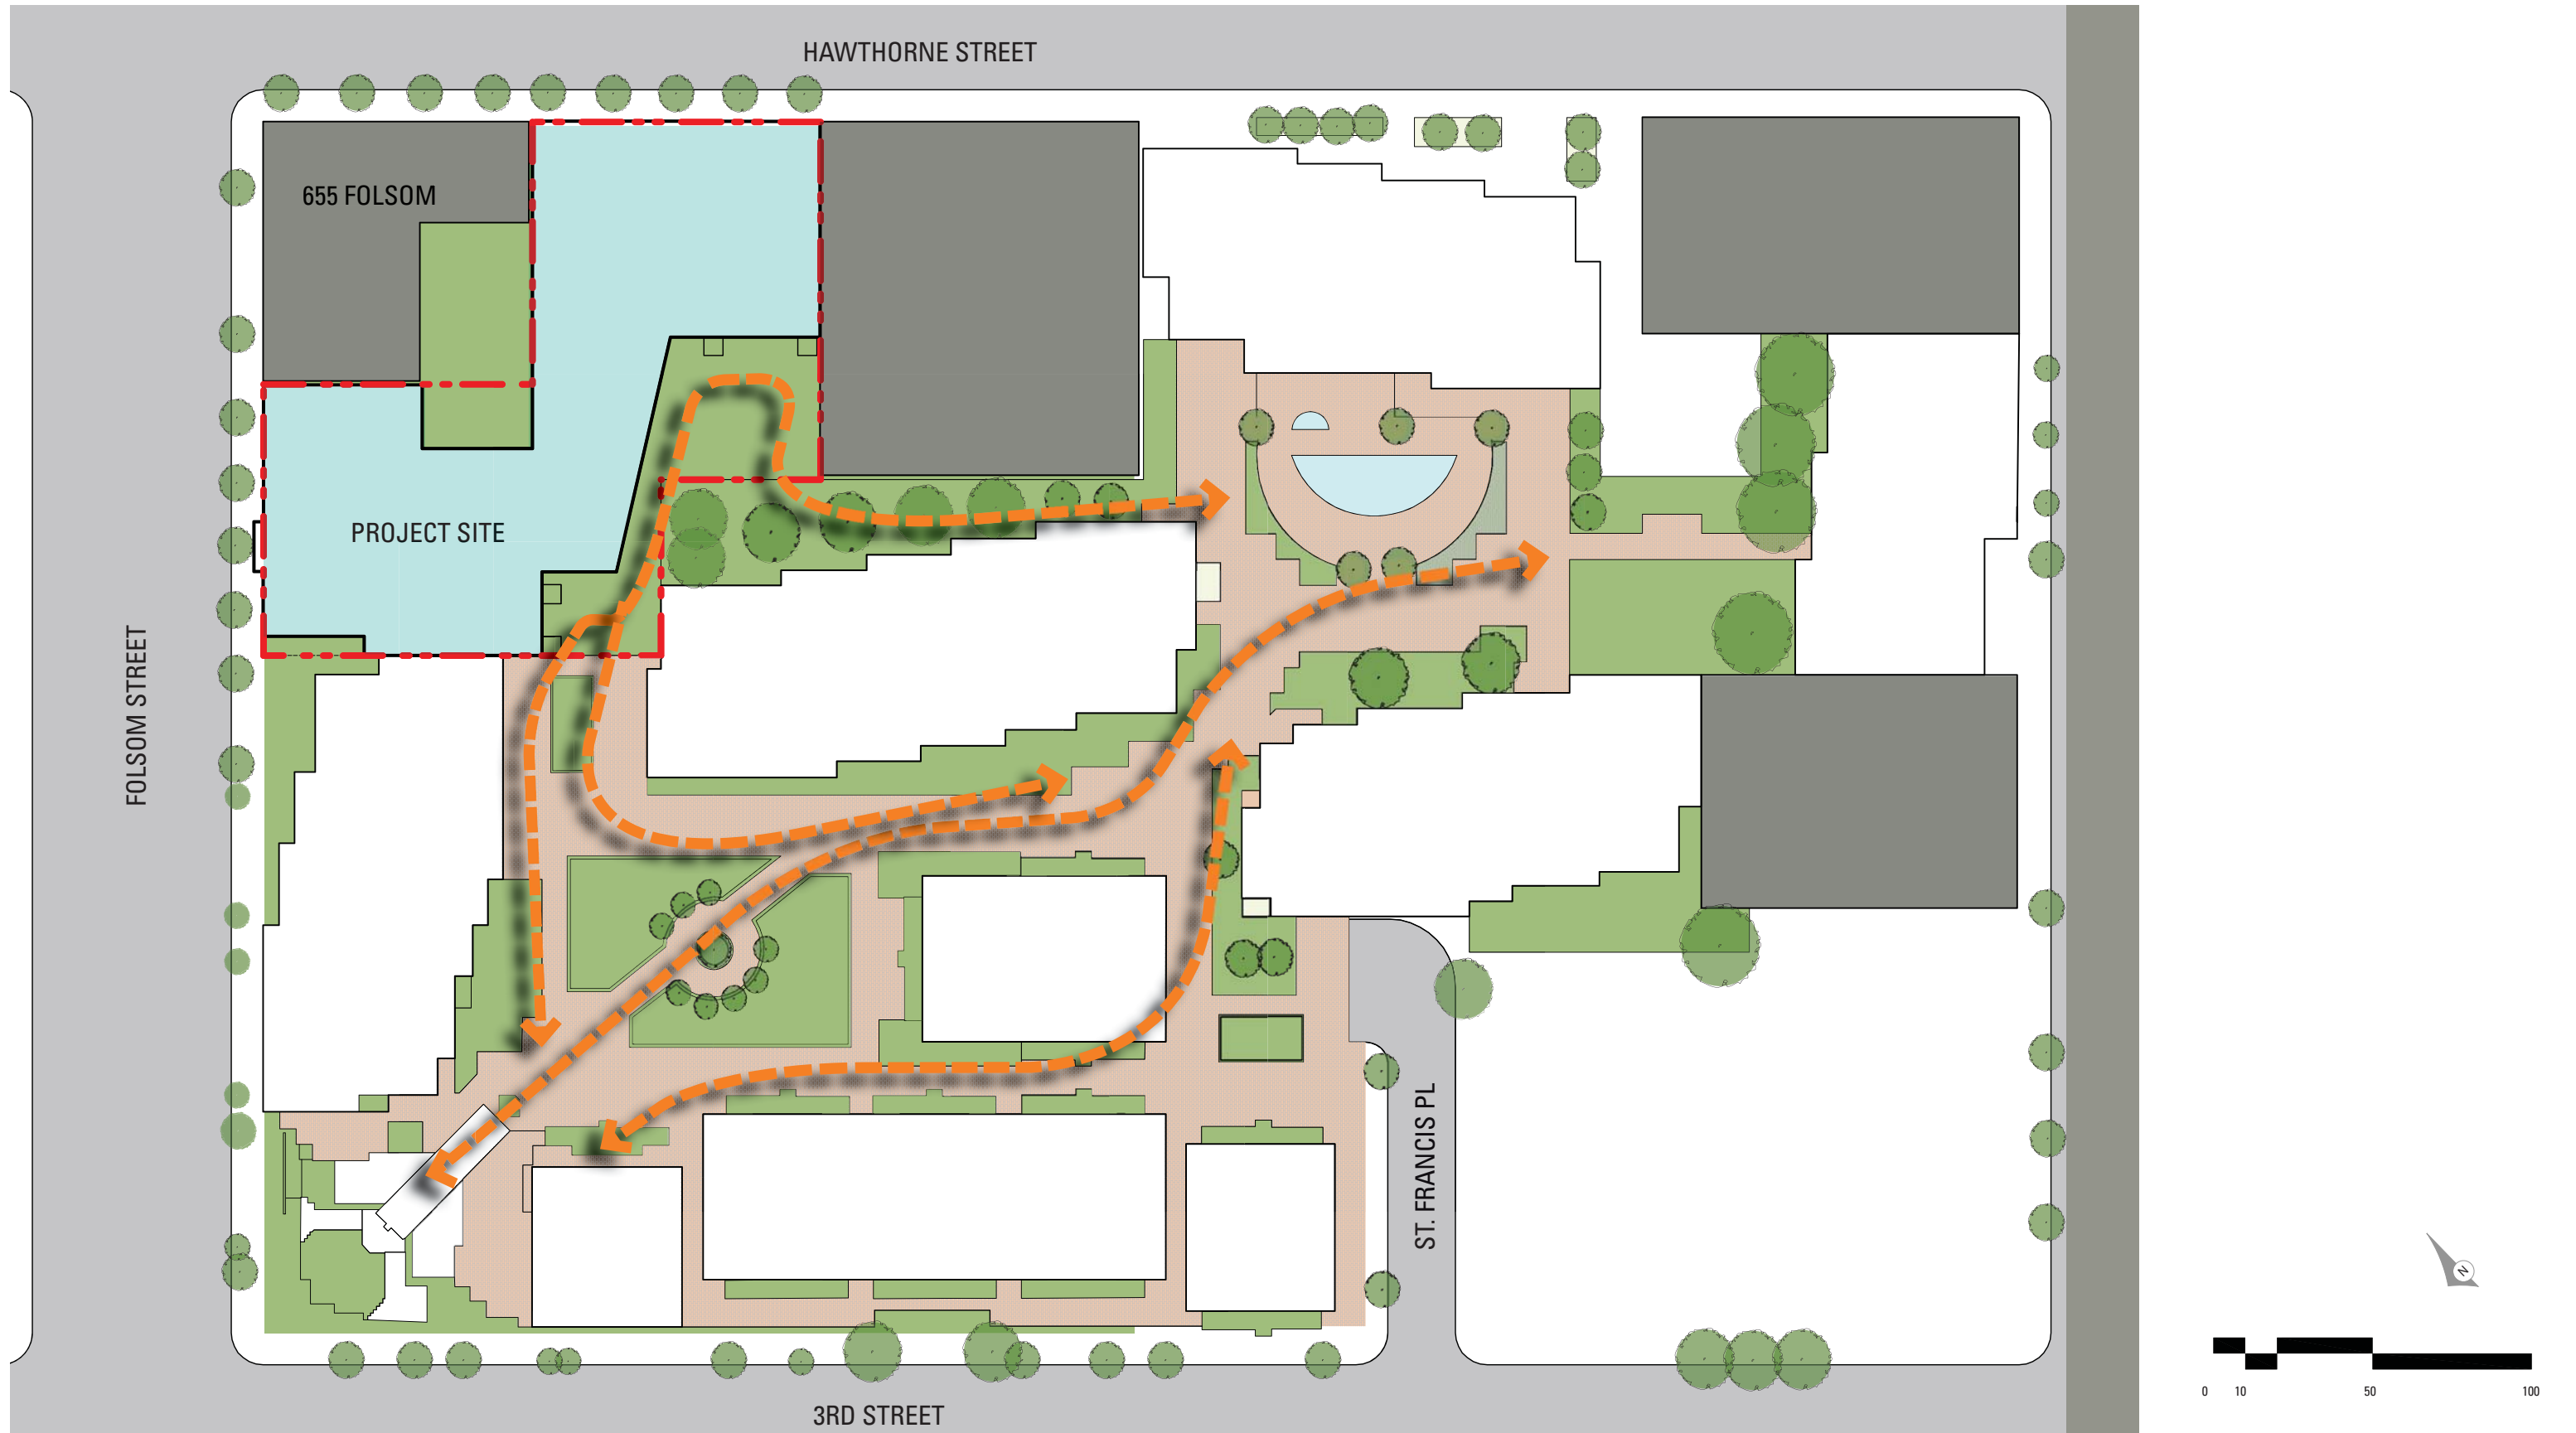 HAWTHORNE STREET
655 FOLSOM
PROJECT SITE
FOLSOM STREET
ST. FRANCIS PL
3RD STREET
N
0 10 50 100